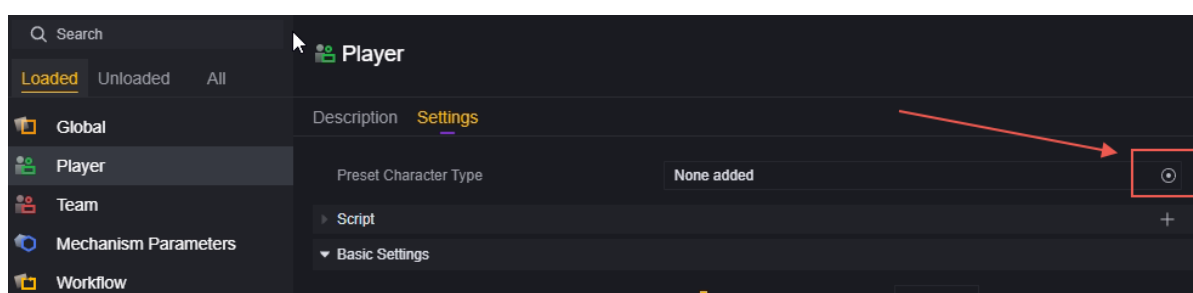 Search
Loaded Unloaded All
Global
Player
Team
Mechanism Parameters
Workflow
Player
Description Settings
Preset Character Type None added
Script
Basic Settings